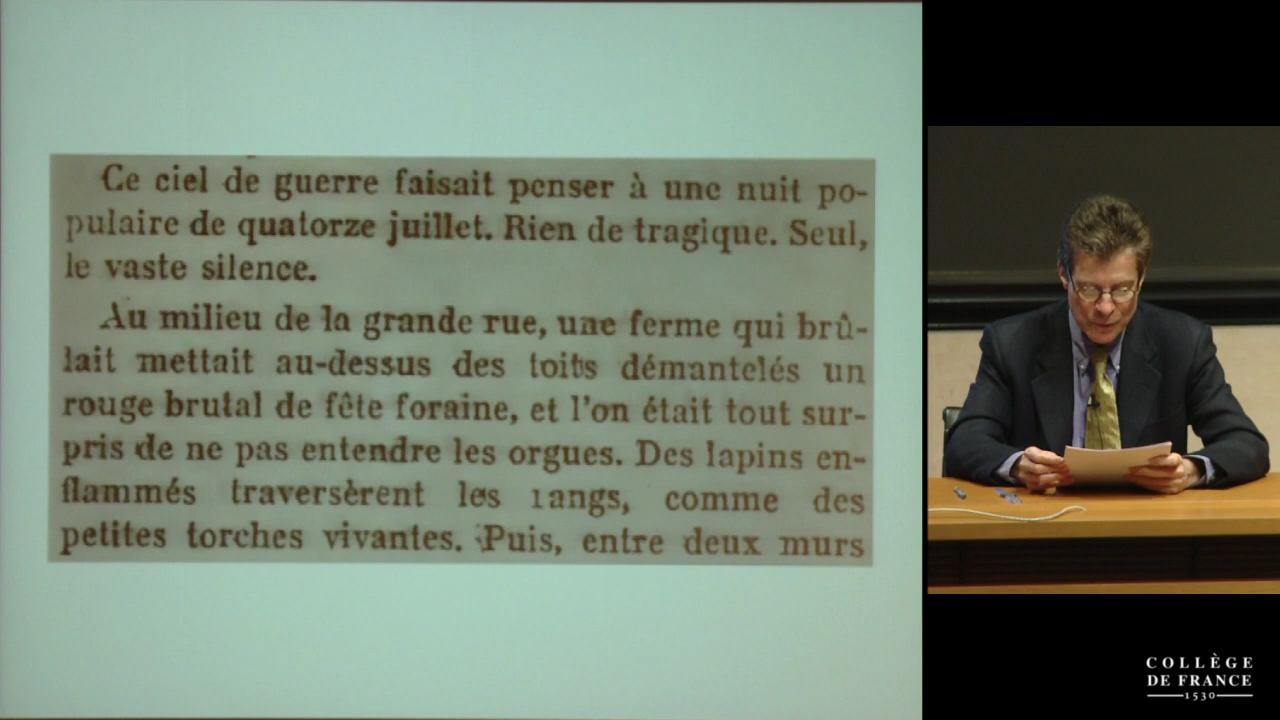 Ce ciel de guerre faisait penser à une nuit po-
pulaire de quatorze juillet. Rien de tragique. Seul,
le vaste silence.
Au milieu de la grande rue, une ferme qui brû-
lait mettait au-dessus des toits démantelés un
rouge brutal de fête foraine, et l'on était tout sur-
pris de ne pas entendre les orgues. Des lapins en-
flammés traversèrent les rangs, comme des
petites torches vivantes. Puis, entre deux murs
COLLÈGE
DE FRANCE
1530